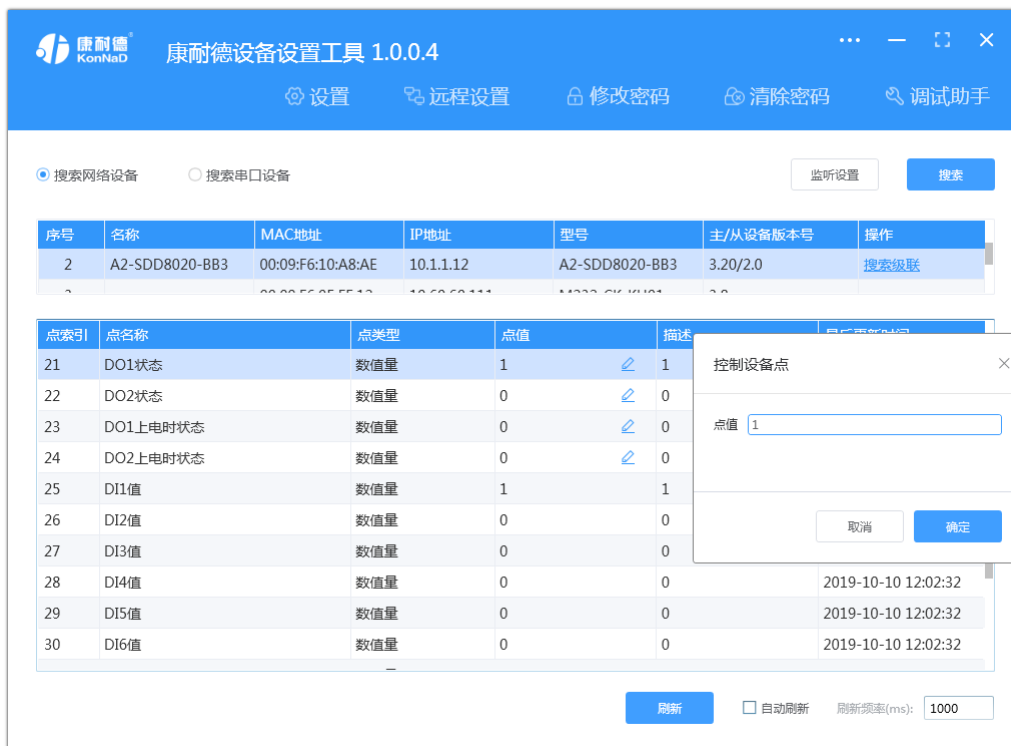 康耐德®
KonNaD
康耐德设备设置工具 1.0.0.4
设置 远程设置 修改密码 清除密码 调试助手
搜索网络设备 搜索串口设备 监听设置 搜索
序号 名称 MAC地址 IP地址 型号 主/从设备版本号 操作
2 A2-SDD8020-BB3 00:09:F6:10:A8:AE 10.1.1.12 A2-SDD8020-BB3 3.20/2.0 搜索级联
点索引 点名称 点类型 点值 描述 最后更新时间
21 DO1状态 数值量 1 1
22 DO2状态 数值量 0 0
23 DO1上电时状态 数值量 0 0
24 DO2上电时状态 数值量 0 0
25 DI1值 数值量 1 1
26 DI2值 数值量 0 0
27 DI3值 数值量 0 0
28 DI4值 数值量 0 0 2019-10-10 12:02:32
29 DI5值 数值量 0 0 2019-10-10 12:02:32
30 DI6值 数值量 0 0 2019-10-10 12:02:32
控制设备点
点值 1
取消 确定
刷新 自动刷新 刷新频率(ms): 1000